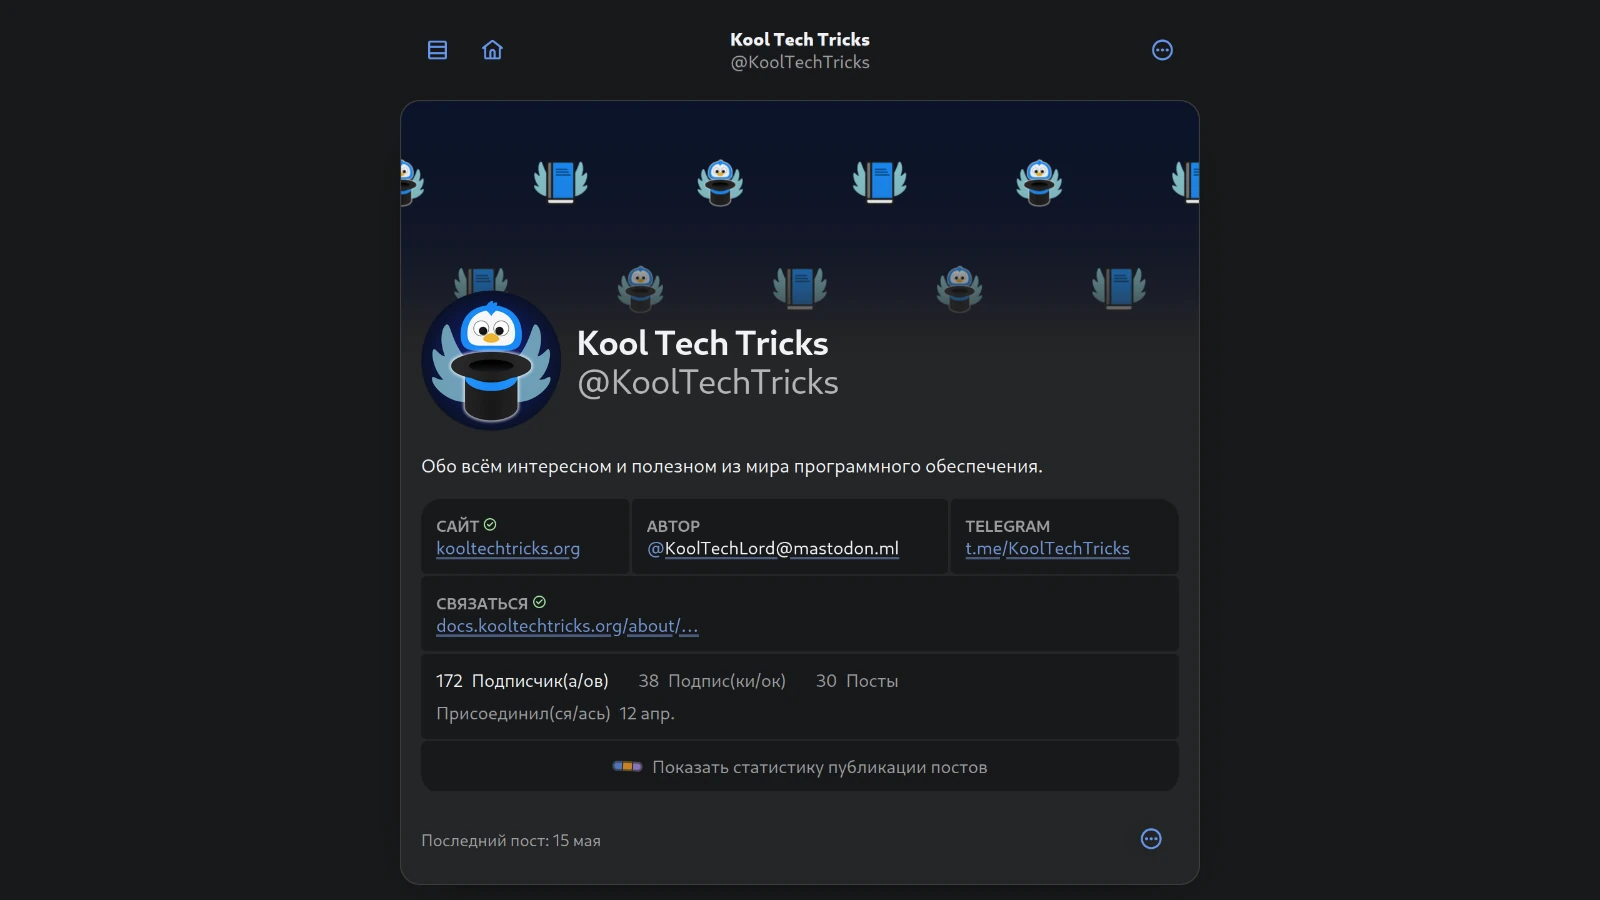 Kool Tech Tricks
@KoolTechTricks
Kool Tech Tricks
@KoolTechTricks
Обо всём интересном и полезном из мира программного обеспечения.
САЙТ
kooltechtricks.org
АВТОР
@KoolTechLord@mastodon.ml
TELEGRAM
t.me/KoolTechTricks
СВЯЗАТЬСЯ
docs.kooltechtricks.org/about/…
172 Подписчик(а/ов) 38 Подпис(ки/ок) 30 Посты
Присоединил(ся/ась) 12 апр.
Показать статистику публикации постов
Последний пост: 15 мая